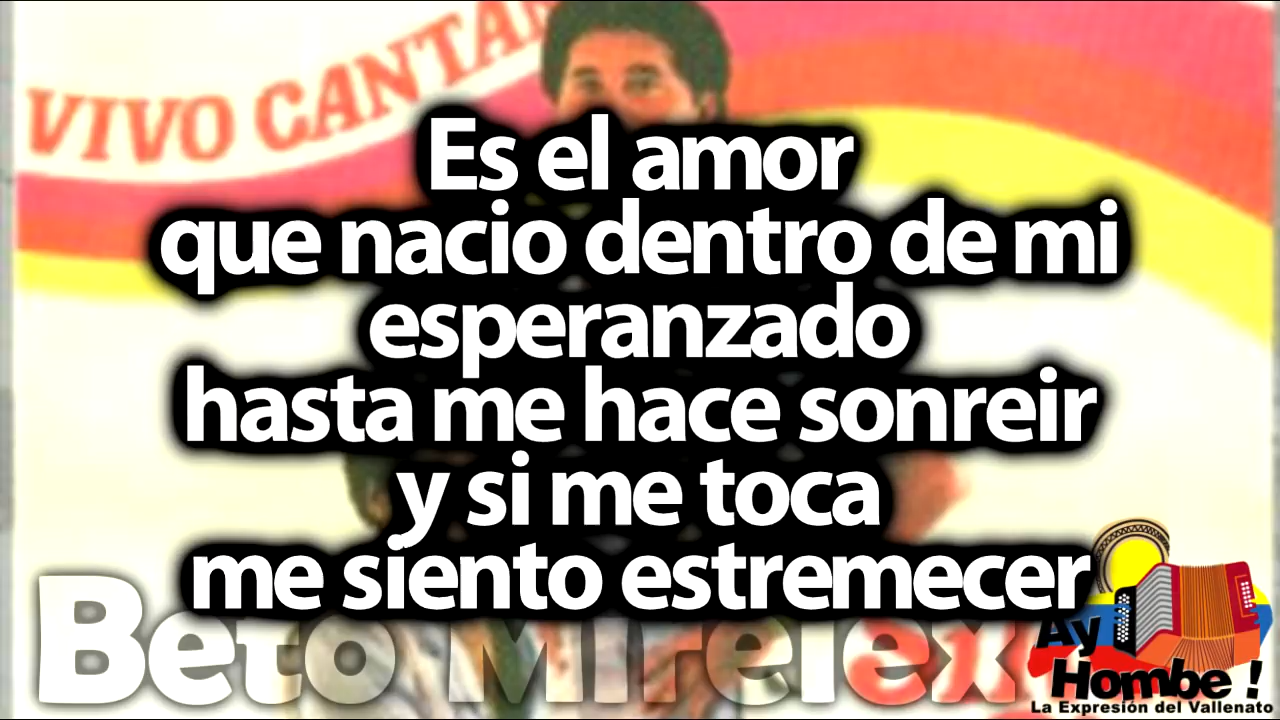 VIVO CANTA
Es el amor
que nacio dentro de mi
esperanzado
hasta me hace sonreir
y si me toca
me siento estremecer
Beto
Ay
Hombe !
La Expresión del Vallenato